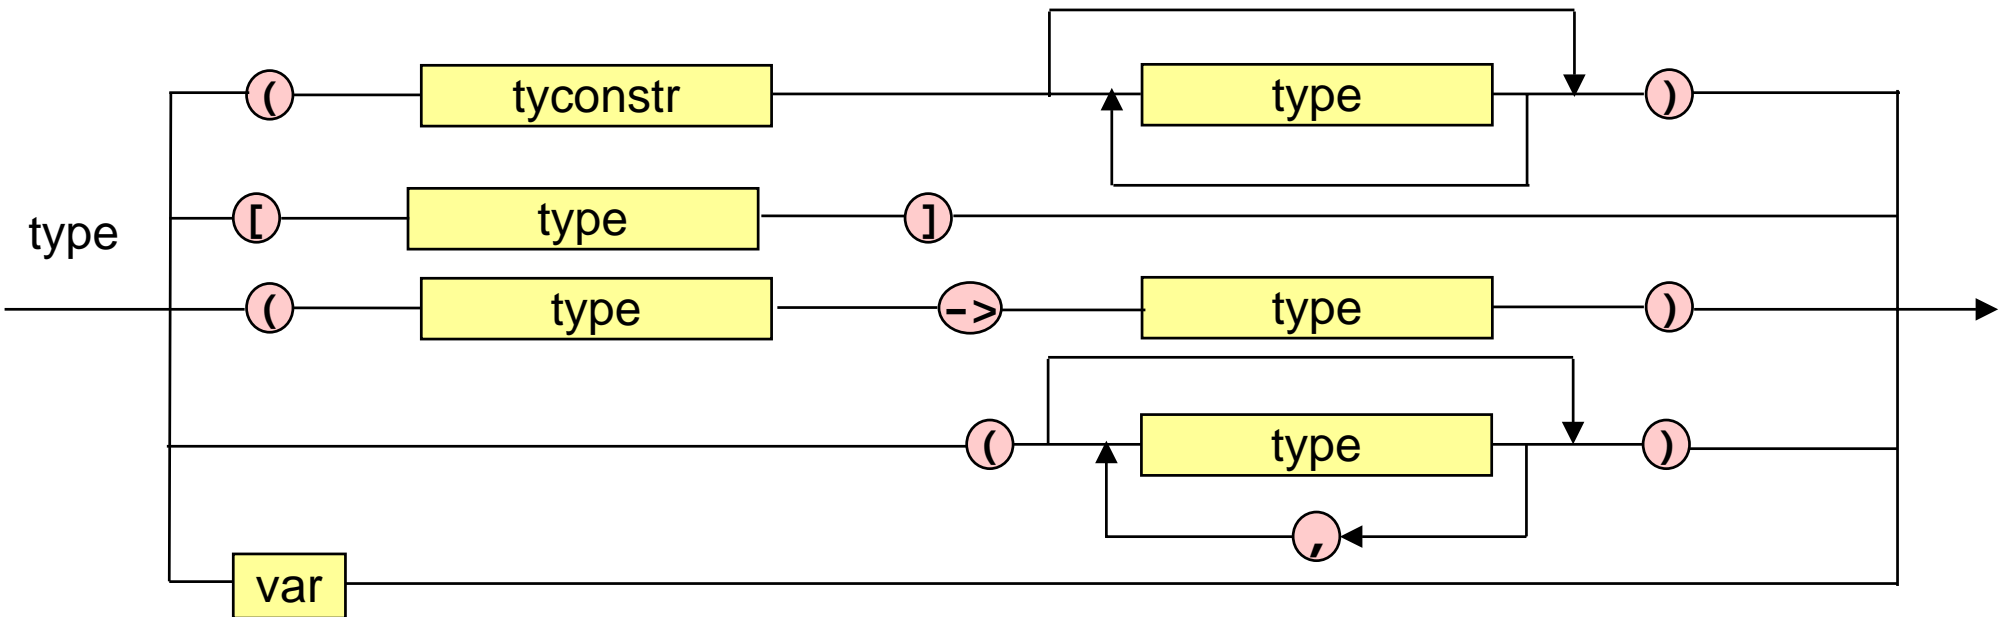 ( tyconstr type )
[ type ]
type
( type -> type )
( type )
,
var